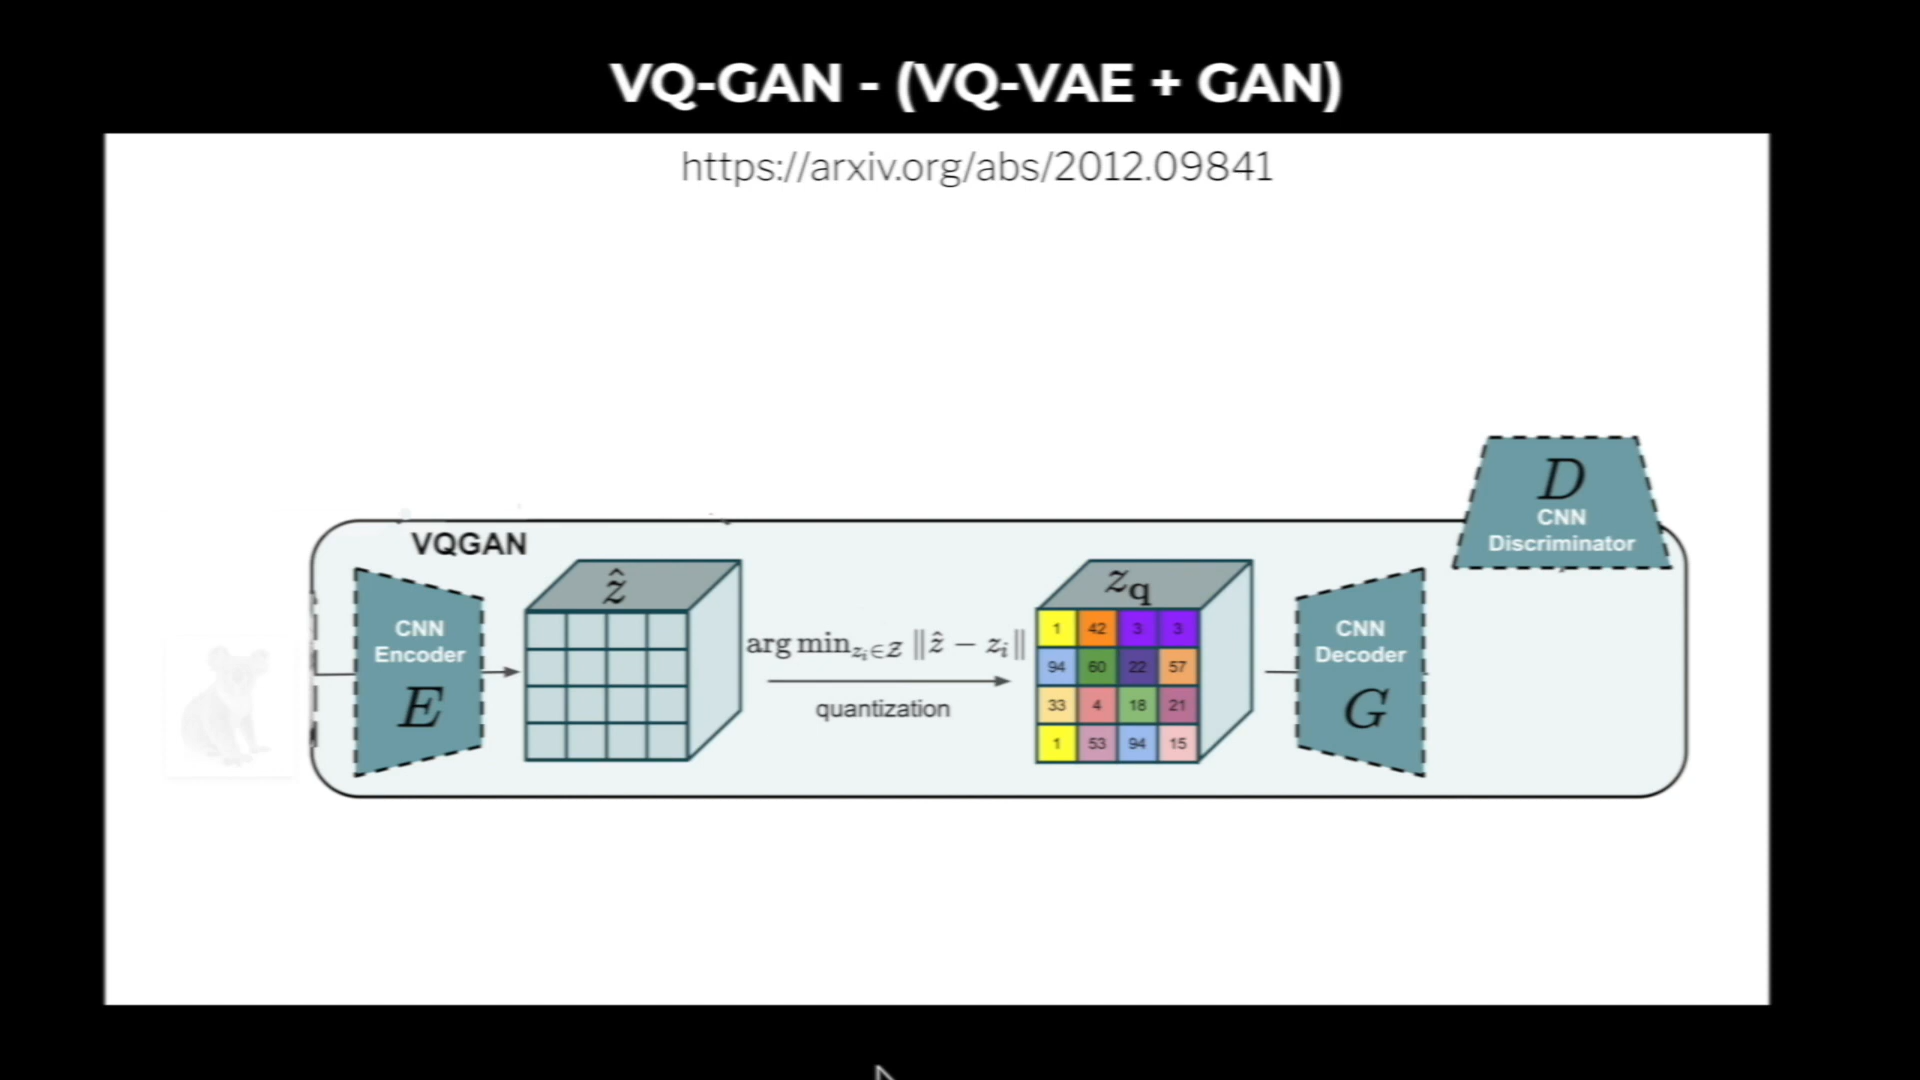 VQ-GAN - (VQ-VAE + GAN)
https://arxiv.org/abs/2012.09841
D
CNN
Discriminator
VQGAN
CNN
Encoder
E
ẑ
arg min_{z_i∈Z} ‖ẑ − z_i‖
quantization
z_q
1 42 3 3
94 60 22 57
33 4 18 21
1 53 94 15
CNN
Decoder
G